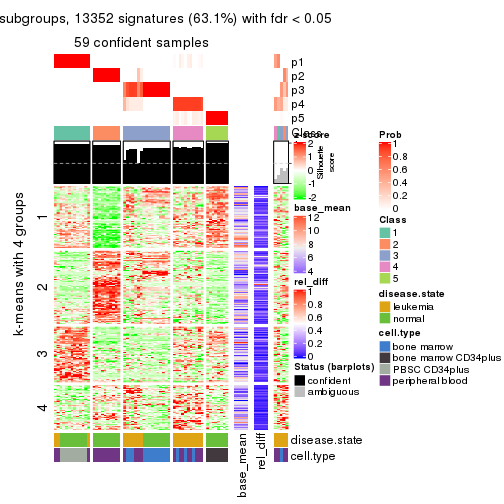 subgroups, 13352 signatures (63.1%) with fdr < 0.05
59 confident samples
p1
p2
p3
p4
p5
Class
k-means with 4 groups
1
2
3
4
base_mean
rel_diff
disease.state
cell.type
z-score
2
1
0
-1
-2
Silhouette
score
base_mean
12
10
8
6
4
rel_diff
1
0.8
0.6
0.4
0.2
0
Status (barplots)
confident
ambiguous
Prob
1
0.8
0.6
0.4
0.2
0
Class
1
2
3
4
5
disease.state
leukemia
normal
cell.type
bone marrow
bone marrow CD34plus
PBSC CD34plus
peripheral blood